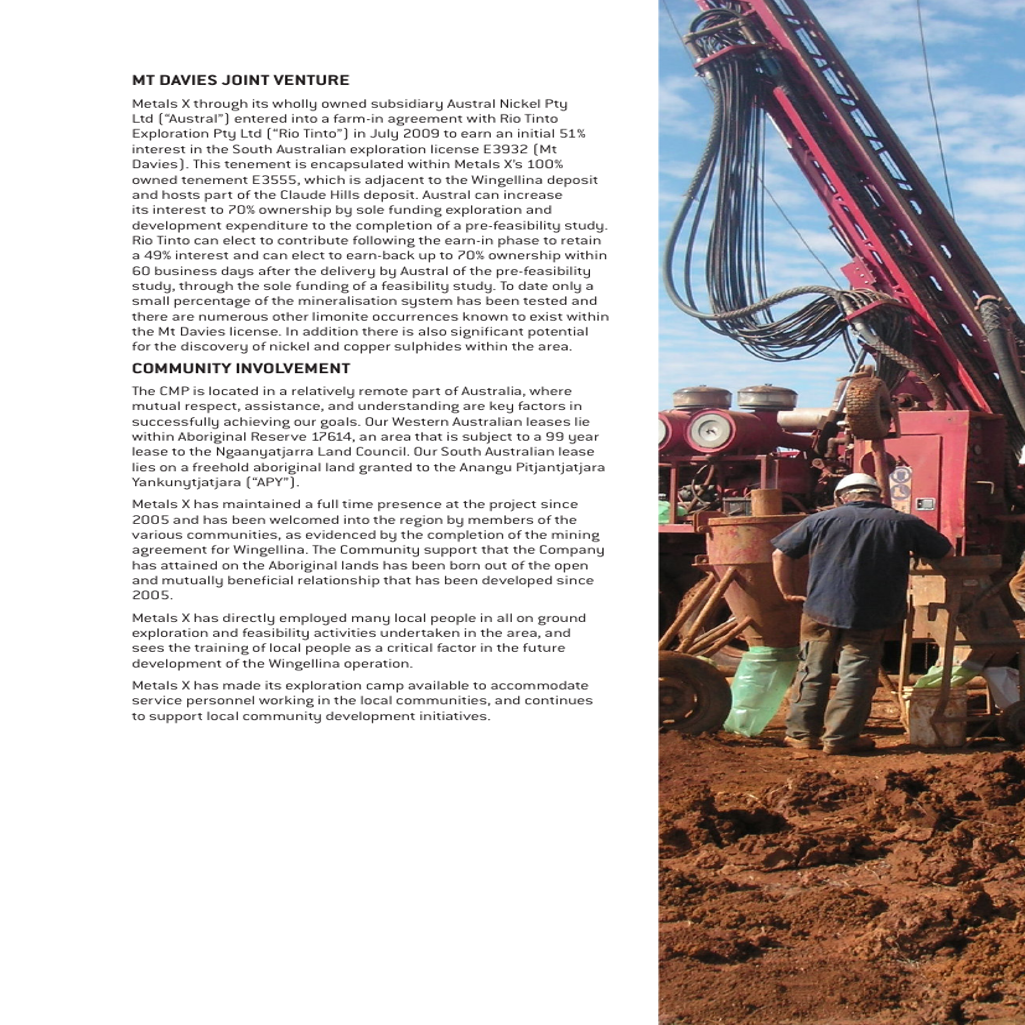 MT DAVIES JOINT VENTURE
Metals X through its wholly owned subsidiary Austral Nickel Pty
Ltd (“Austral”) entered into a farm-in agreement with Rio Tinto
Exploration Pty Ltd (“Rio Tinto”) in July 2009 to earn an initial 51%
interest in the South Australian exploration license E3932 (Mt
Davies). This tenement is encapsulated within Metals X’s 100%
owned tenement E3555, which is adjacent to the Wingellina deposit
and hosts part of the Claude Hills deposit. Austral can increase
its interest to 70% ownership by sole funding exploration and
development expenditure to the completion of a pre-feasibility study.
Rio Tinto can elect to contribute following the earn-in phase to retain
a 49% interest and can elect to earn-back up to 70% ownership within
60 business days after the delivery by Austral of the pre-feasibility
study, through the sole funding of a feasibility study. To date only a
small percentage of the mineralisation system has been tested and
there are numerous other limonite occurrences known to exist within
the Mt Davies license. In addition there is also significant potential
for the discovery of nickel and copper sulphides within the area.
COMMUNITY INVOLVEMENT
The CMP is located in a relatively remote part of Australia, where
mutual respect, assistance, and understanding are key factors in
successfully achieving our goals. Our Western Australian leases lie
within Aboriginal Reserve 17614, an area that is subject to a 99 year
lease to the Ngaanyatjarra Land Council. Our South Australian lease
lies on a freehold aboriginal land granted to the Anangu Pitjantjatjara
Yankunytjatjara (“APY”).
Metals X has maintained a full time presence at the project since
2005 and has been welcomed into the region by members of the
various communities, as evidenced by the completion of the mining
agreement for Wingellina. The Community support that the Company
has attained on the Aboriginal lands has been born out of the open
and mutually beneficial relationship that has been developed since
2005.
Metals X has directly employed many local people in all on ground
exploration and feasibility activities undertaken in the area, and
sees the training of local people as a critical factor in the future
development of the Wingellina operation.
Metals X has made its exploration camp available to accommodate
service personnel working in the local communities, and continues
to support local community development initiatives.